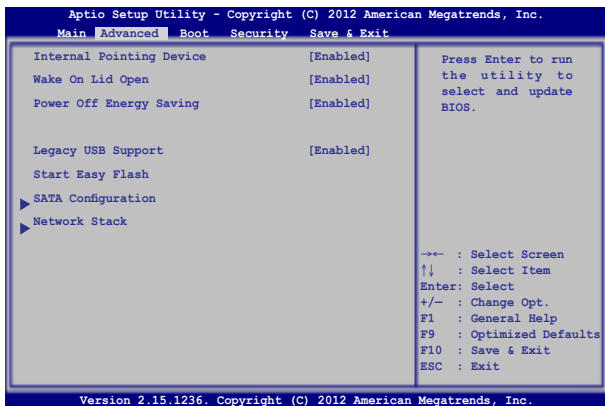 Aptio Setup Utility - Copyright (C) 2012 American Megatrends, Inc.
Main Advanced Boot Security Save & Exit
Internal Pointing Device [Enabled]
Wake On Lid Open [Enabled]
Power Off Energy Saving [Enabled]
Legacy USB Support [Enabled]
Start Easy Flash
SATA Configuration
Network Stack
Press Enter to run
the utility to
select and update
BIOS.
→← : Select Screen
↑↓ : Select Item
Enter: Select
+/— : Change Opt.
F1 : General Help
F9 : Optimized Defaults
F10 : Save & Exit
ESC : Exit
Version 2.15.1236. Copyright (C) 2012 American Megatrends, Inc.